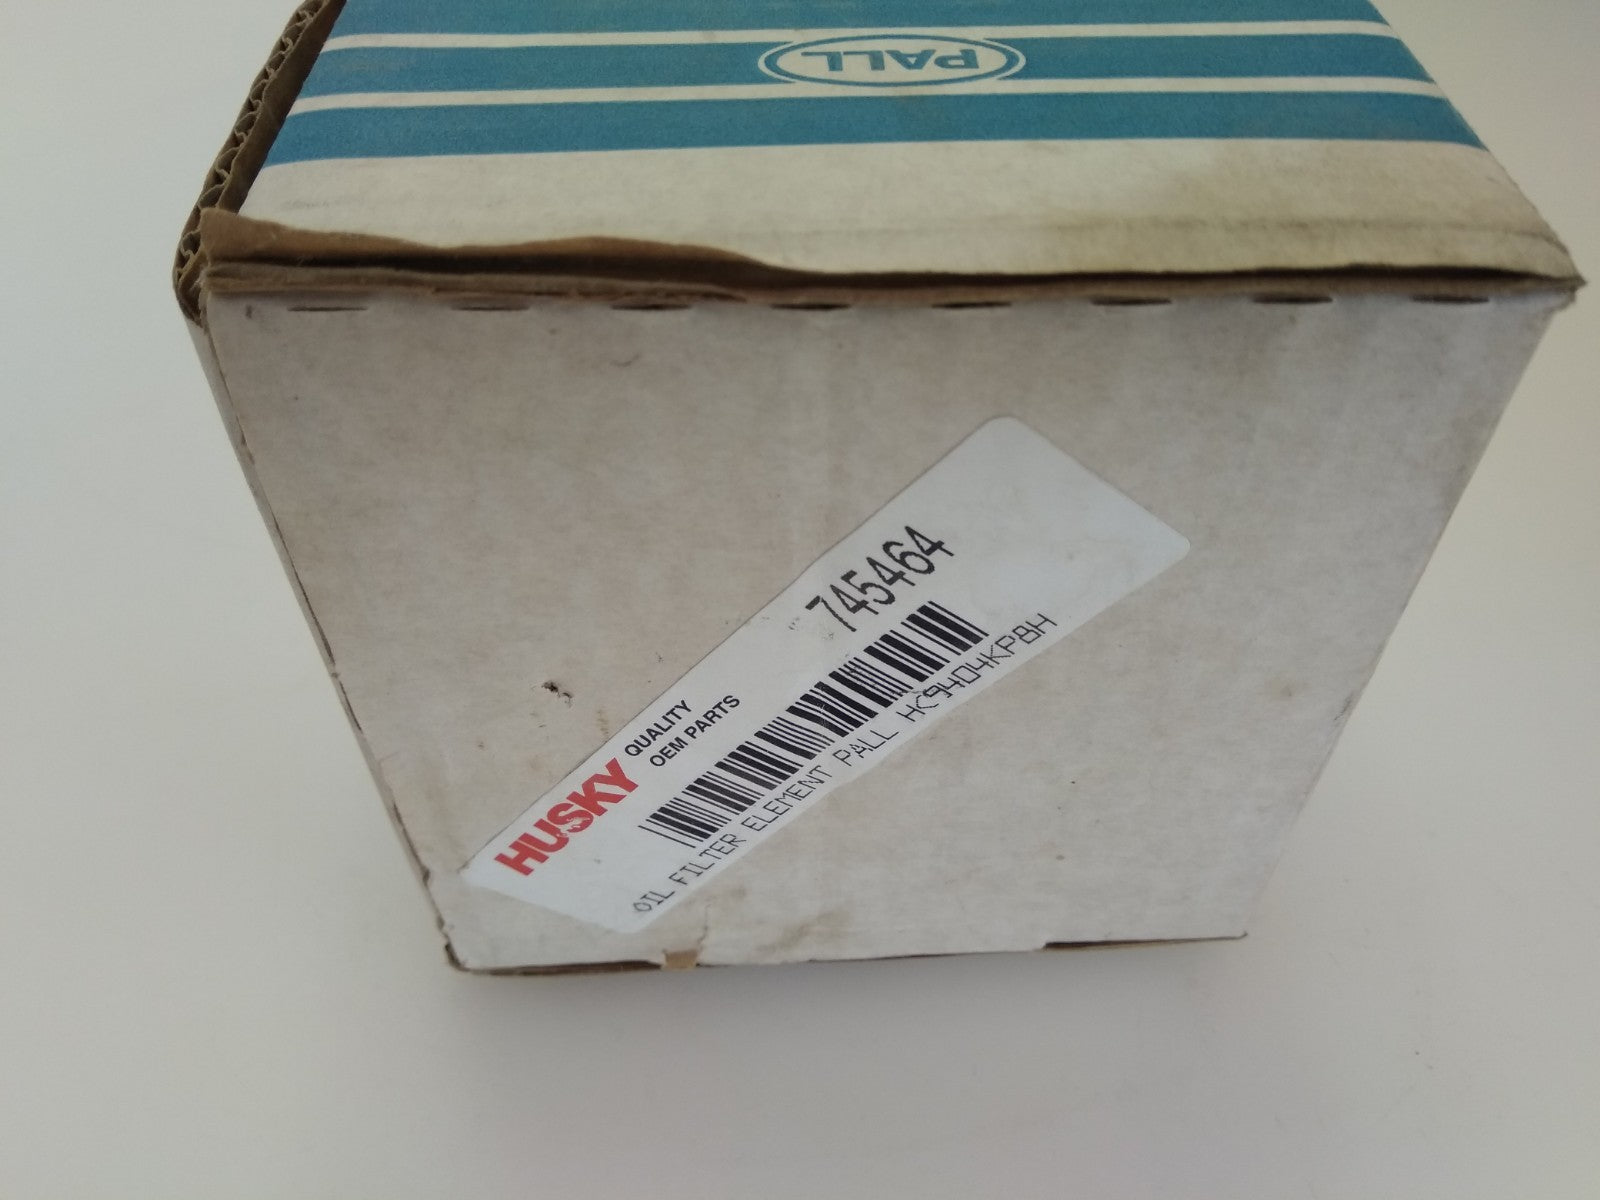 PALL
HUSKY QUALITY
OEM PARTS
745464
OIL FILTER ELEMENT PALL HC9404KP8H